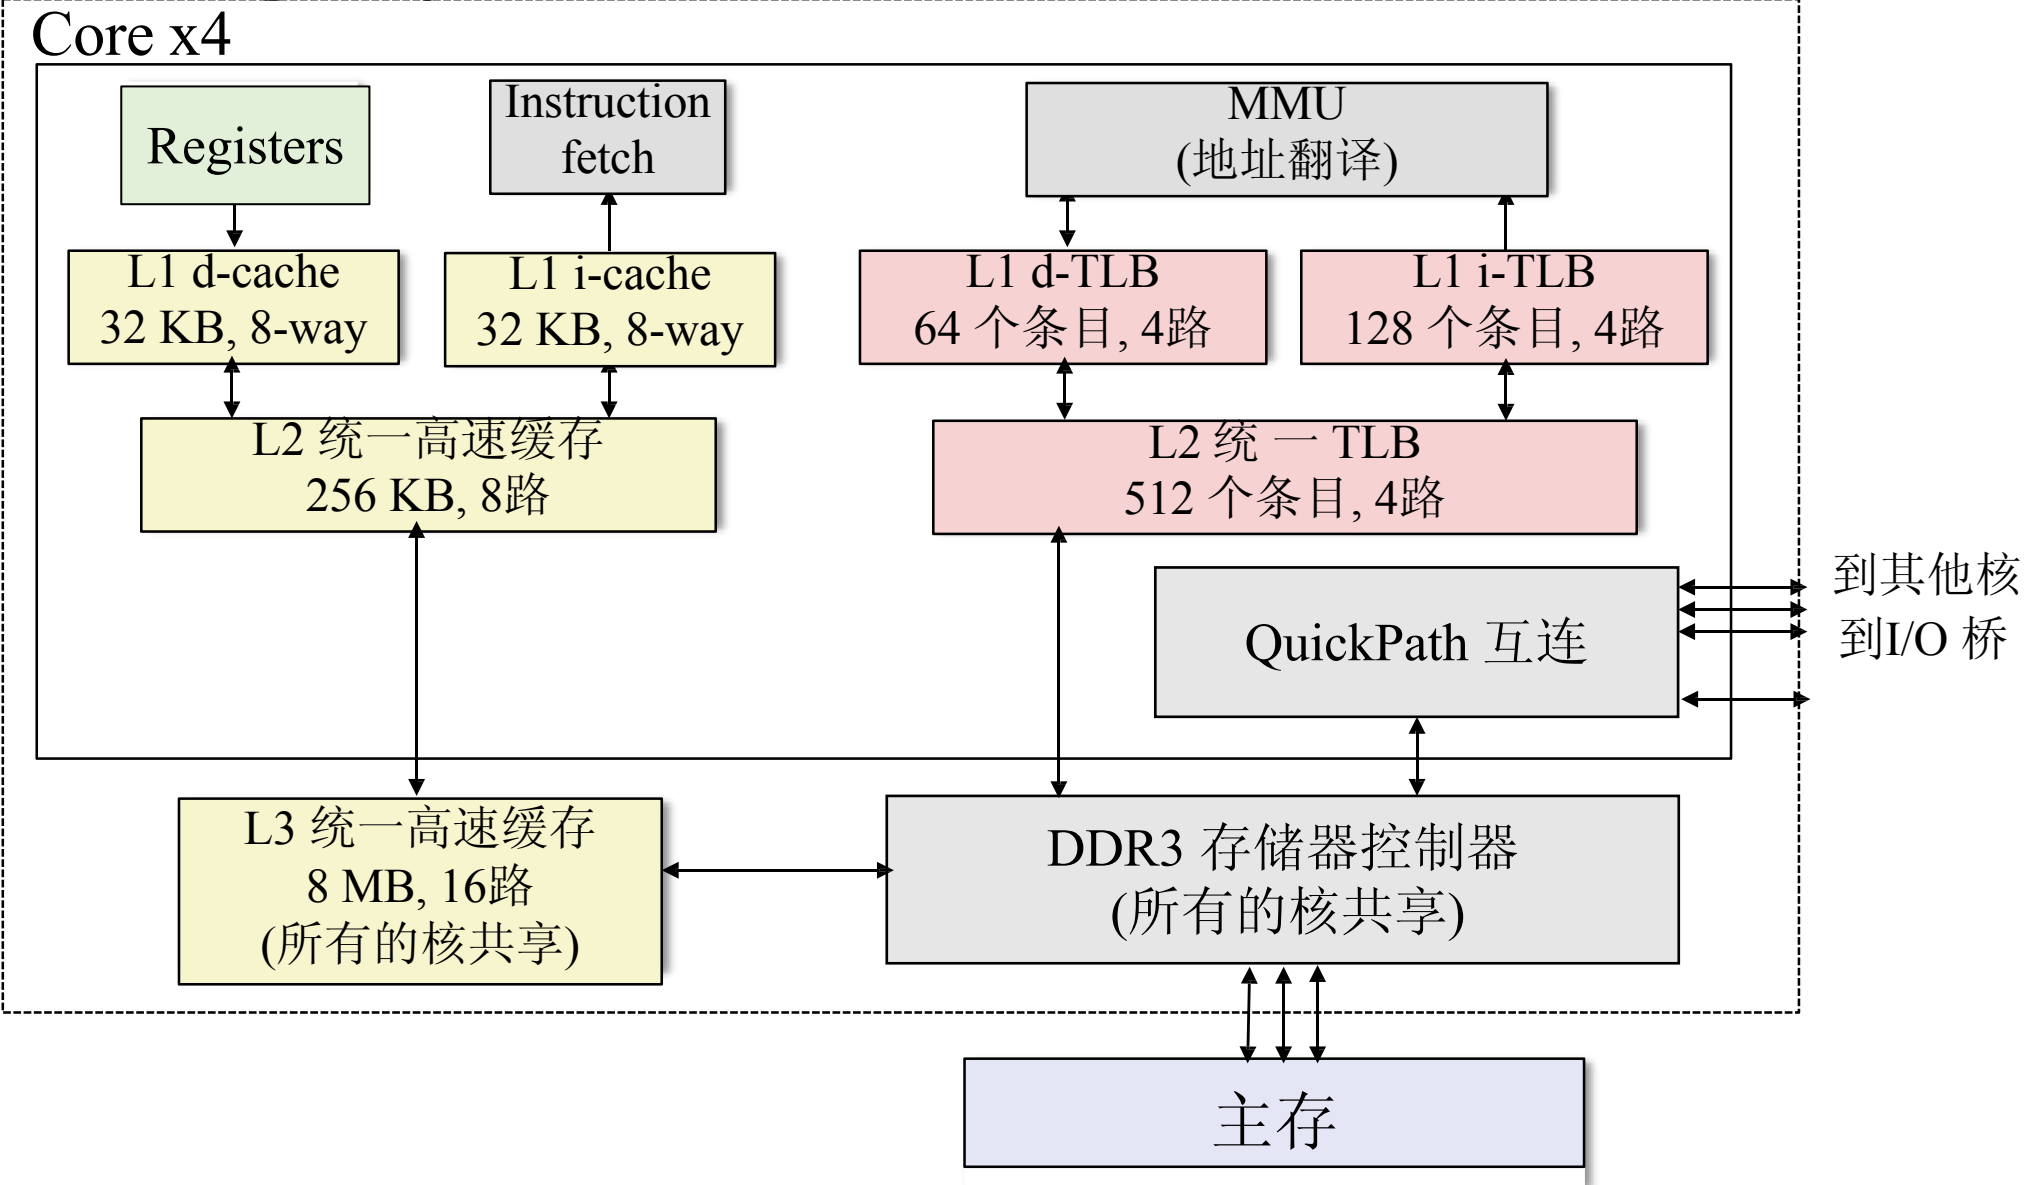 Core x4
Registers
Instruction
fetch
MMU
(地址翻译)
L1 d-cache
32 KB, 8-way
L1 i-cache
32 KB, 8-way
L1 d-TLB
64 个条目, 4路
L1 i-TLB
128 个条目, 4路
L2 统一高速缓存
256 KB, 8路
L2 统 一 TLB
512 个条目, 4路
QuickPath 互连
到其他核
到I/O 桥
L3 统一高速缓存
8 MB, 16路
(所有的核共享)
DDR3 存储器控制器
(所有的核共享)
主存